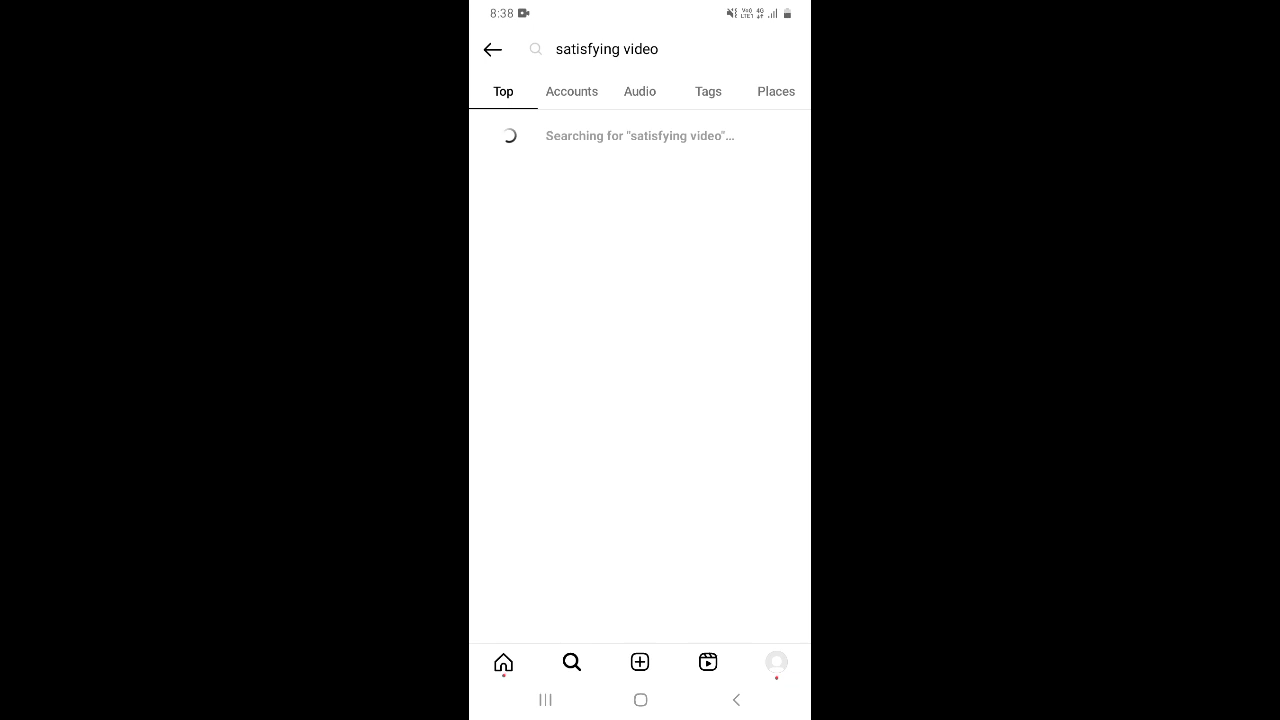 8:38
satisfying video
Top Accounts Audio Tags Places
Searching for "satisfying video"...